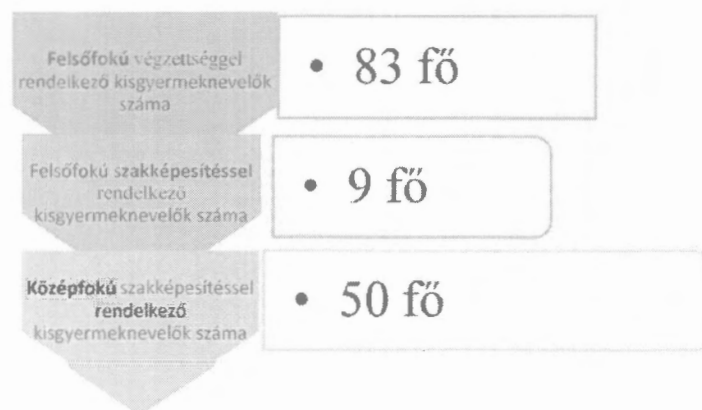 Felsőfokú végzettséggel
rendelkező kisgyermeknevelők
száma
• 83 fő
Felsőfokú szakképesítéssel
rendelkező
kisgyermeknevelők száma
• 9 fő
Középfokú szakképesítéssel
rendelkező
kisgyermeknevelők száma
• 50 fő